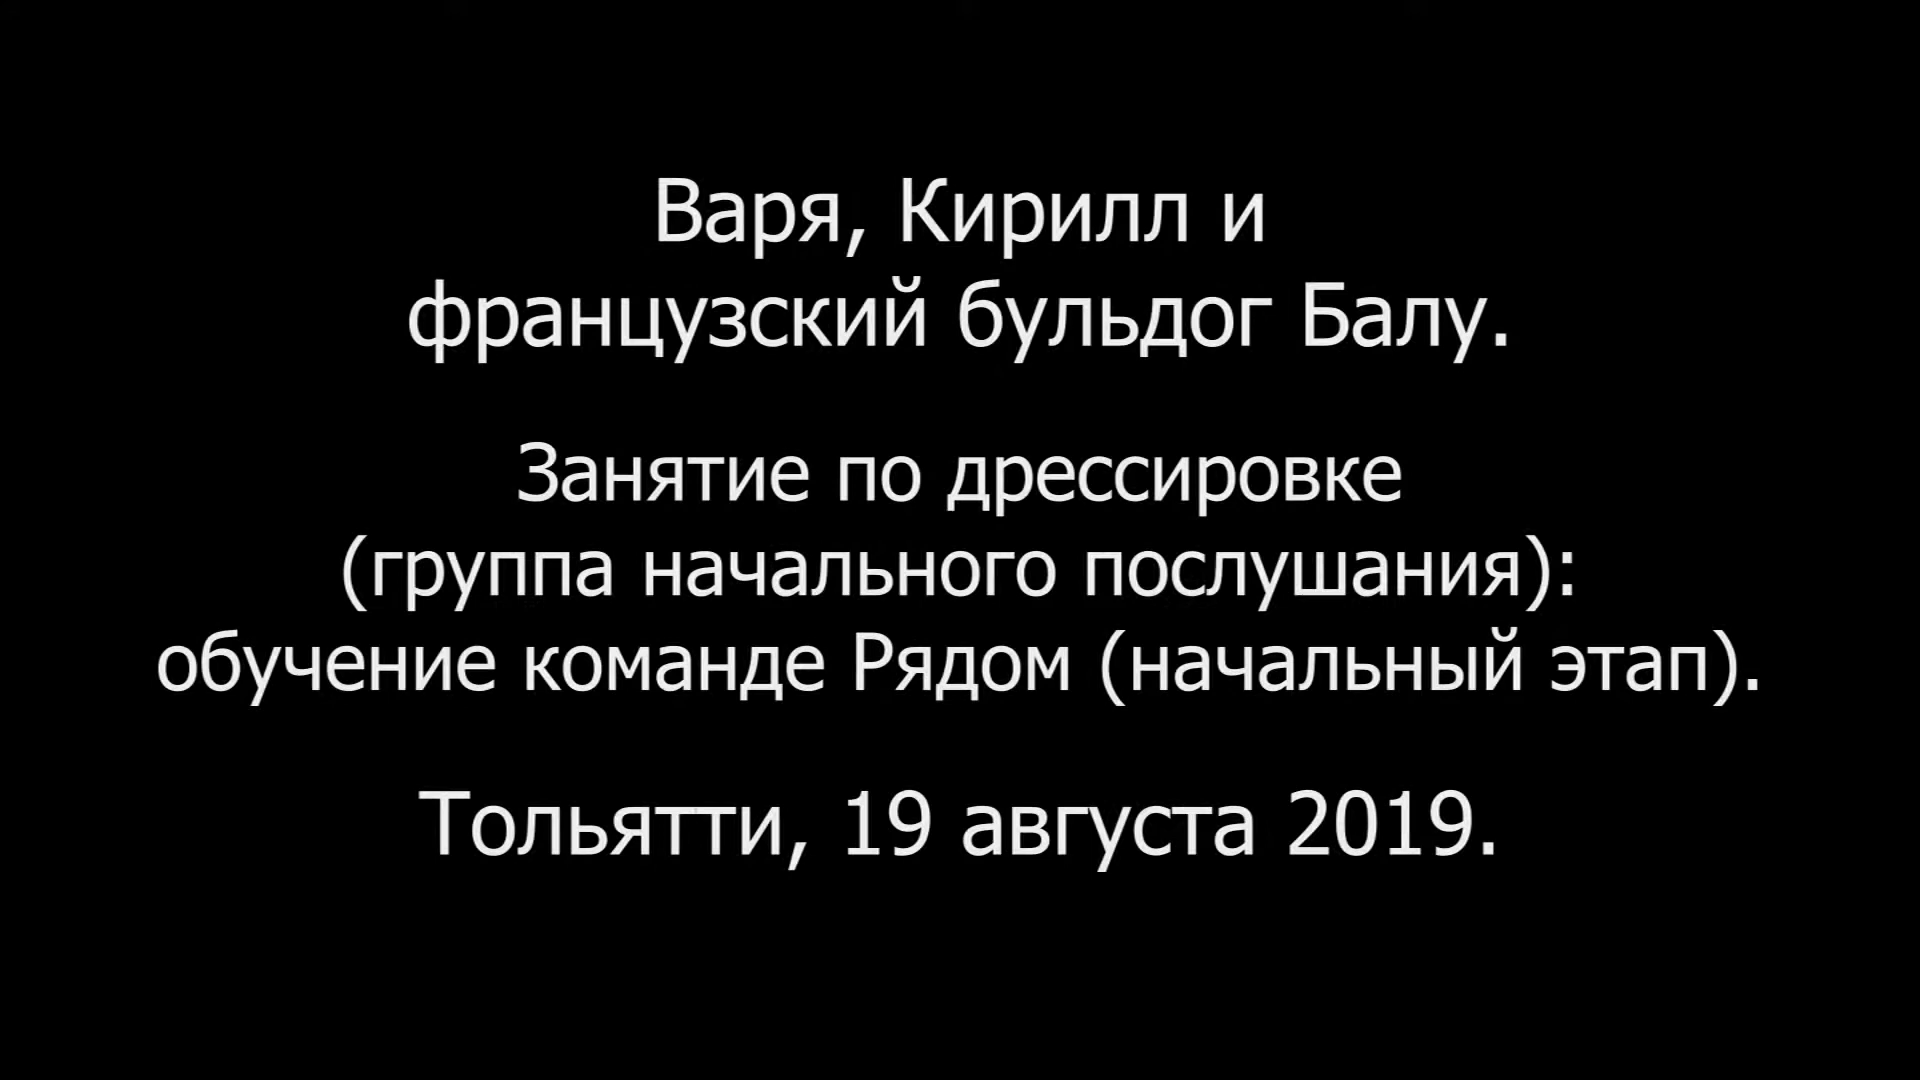 Варя, Кирилл и
французский бульдог Балу.
Занятие по дрессировке
(группа начального послушания):
обучение команде Рядом (начальный этап).
Тольятти, 19 августа 2019.